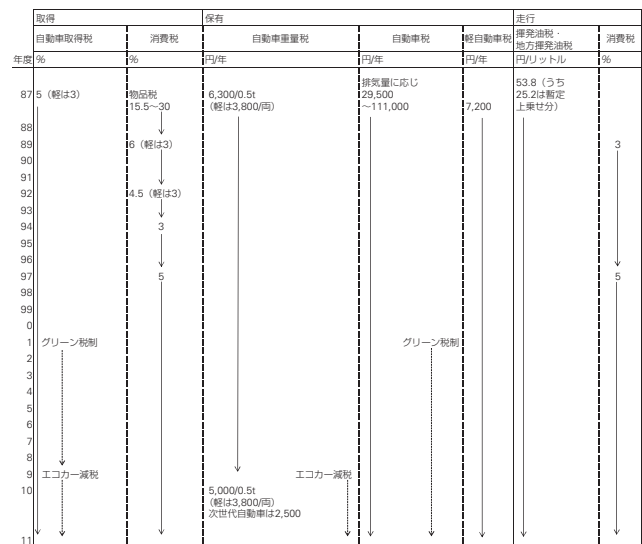 取得 保有 走行
自動車取得税 消費税 自動車重量税 自動車税 軽自動車税 揮発油税・
地方揮発油税 消費税
年度 % % 円/年 円/年 円/年 円/リットル %
87 5（軽は3） 物品税
15.5～30 6,300/0.5t
(軽は3,800/両) 排気量に応じ
29,500
～111,000 7,200 53.8（うち
25.2は暫定
上乗せ分）
88
89 6（軽は3） 3
90
91
92 4.5（軽は3）
93
94 3
95
96
97 5 5
98
99
0
1 グリーン税制 グリーン税制
2
3
4
5
6
7
8
9 エコカー減税 エコカー減税
10 5,000/0.5t
(軽は3,800/両)
次世代自動車は2,500
11